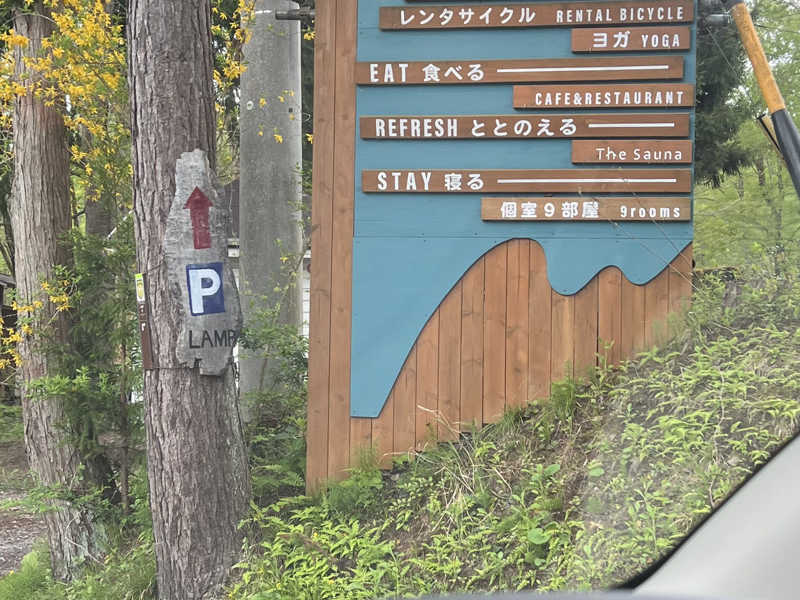 レンタサイクル RENTAL BICYCLE
ヨガ YOGA
EAT 食べる
CAFE&RESTAURANT
REFRESH ととのえる
The Sauna
STAY 寝る
個室9部屋 9rooms
P
LAMP